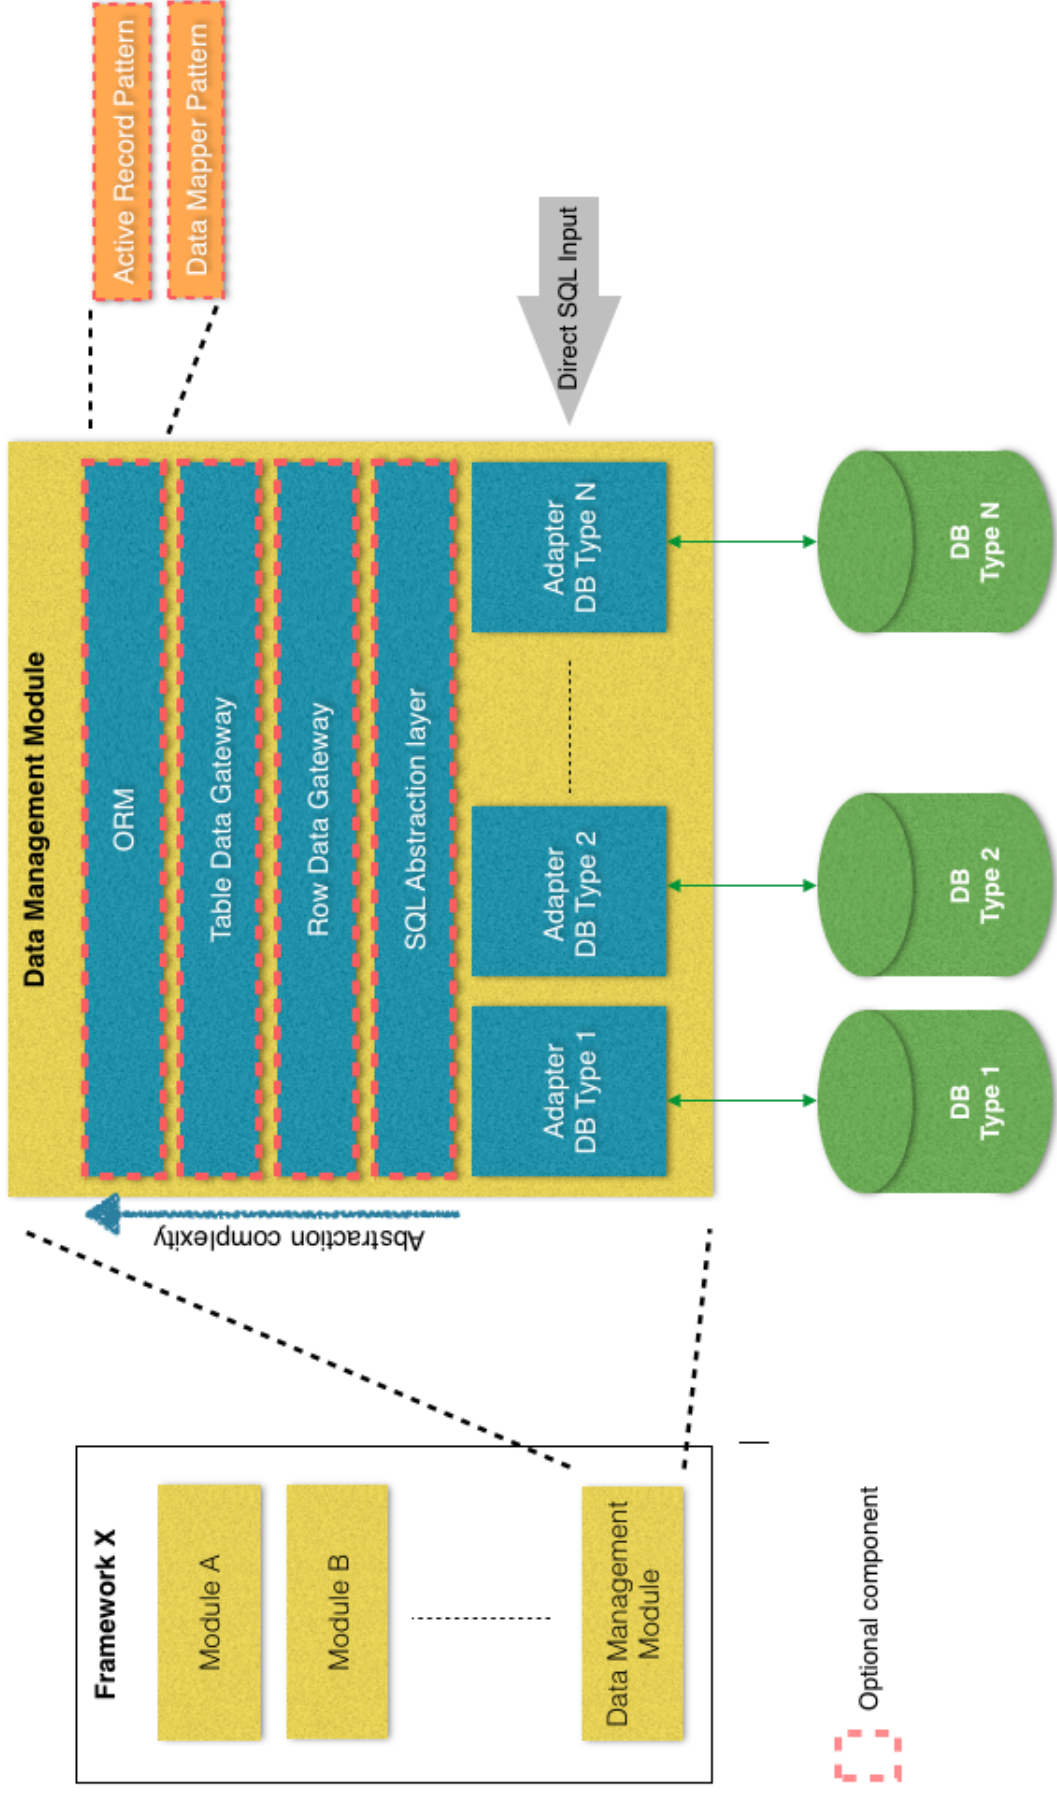 Framework X
Module A
Module B
Data Management
Module
Optional component
Abstraction complexity
Data Management Module
ORM
Table Data Gateway
Row Data Gateway
SQL Abstraction layer
Adapter
DB Type 1
Adapter
DB Type 2
Adapter
DB Type N
DB
Type 1
DB
Type 2
DB
Type N
Direct SQL Input
Active Record Pattern
Data Mapper Pattern